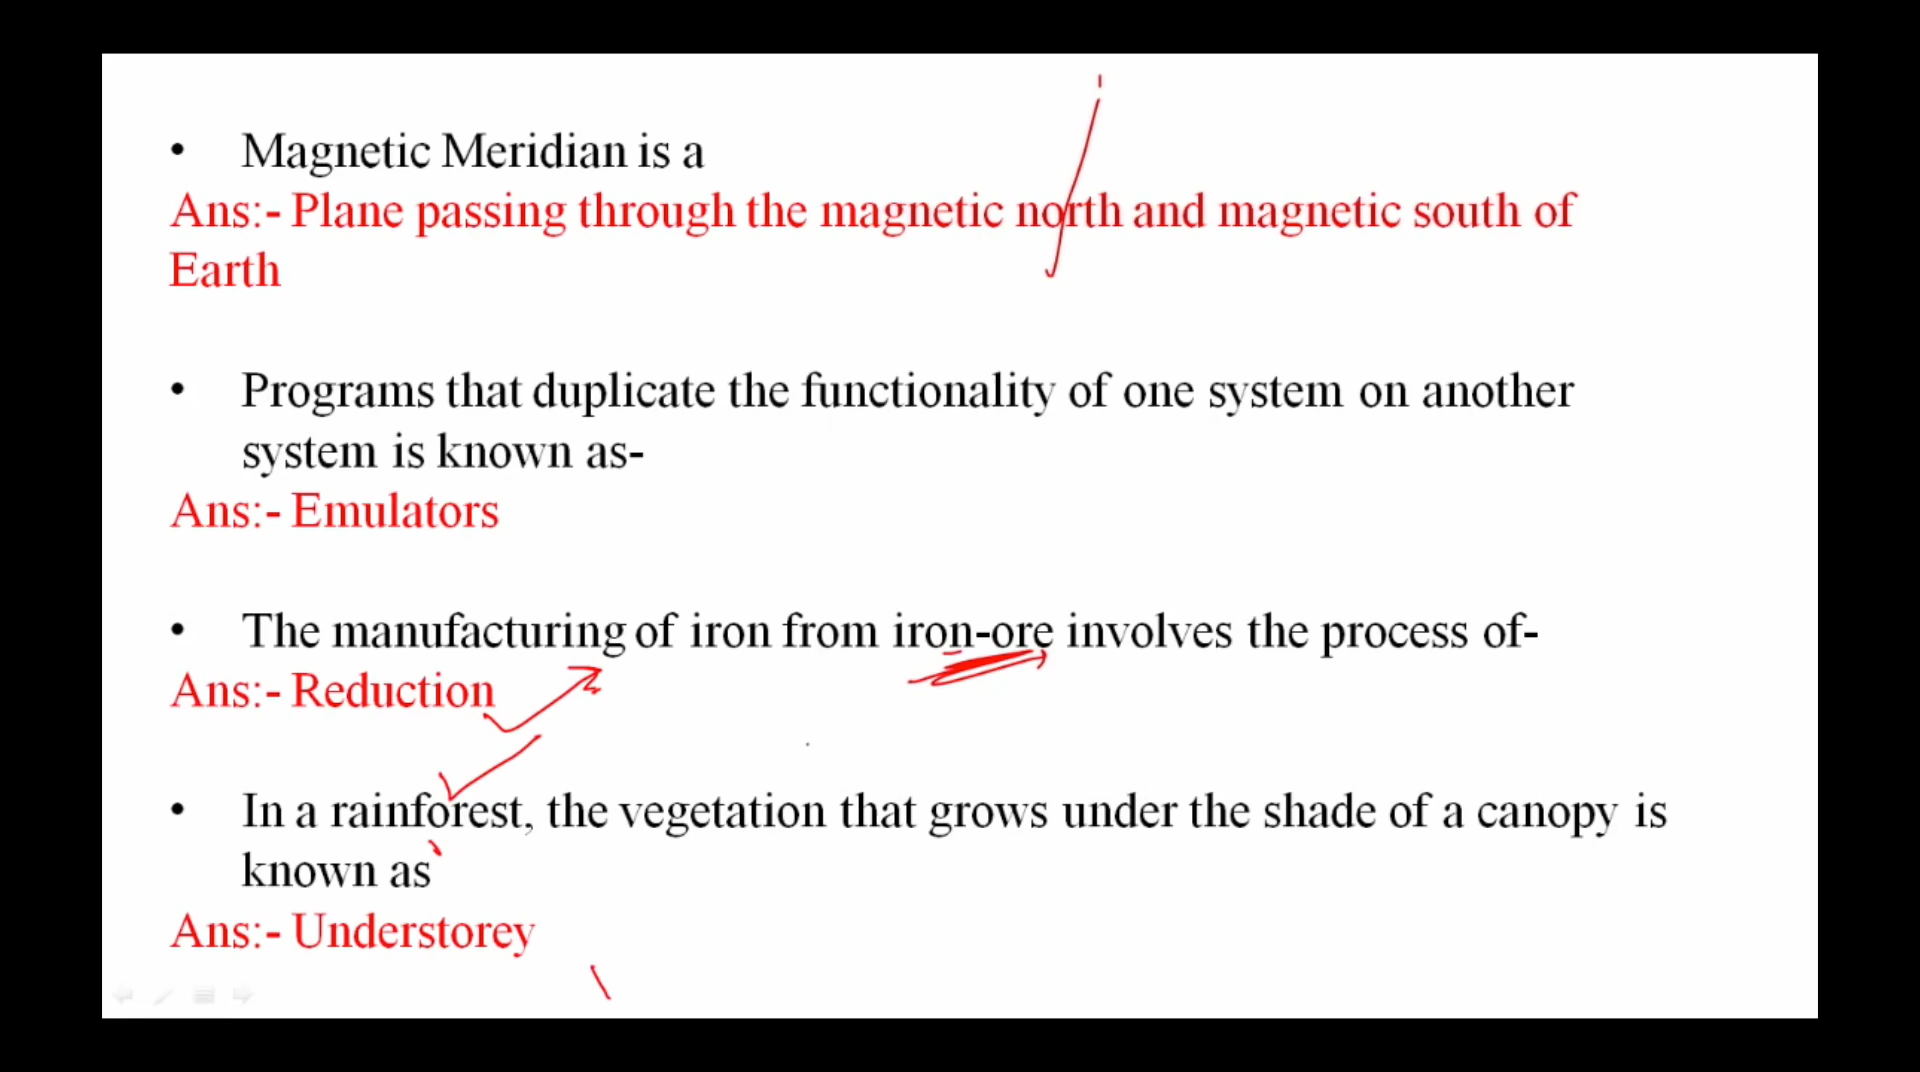 • Magnetic Meridian is a
Ans:- Plane passing through the magnetic north and magnetic south of
Earth
• Programs that duplicate the functionality of one system on another
system is known as-
Ans:- Emulators
• The manufacturing of iron from iron-ore involves the process of-
Ans:- Reduction
• In a rainforest, the vegetation that grows under the shade of a canopy is
known as
Ans:- Understorey